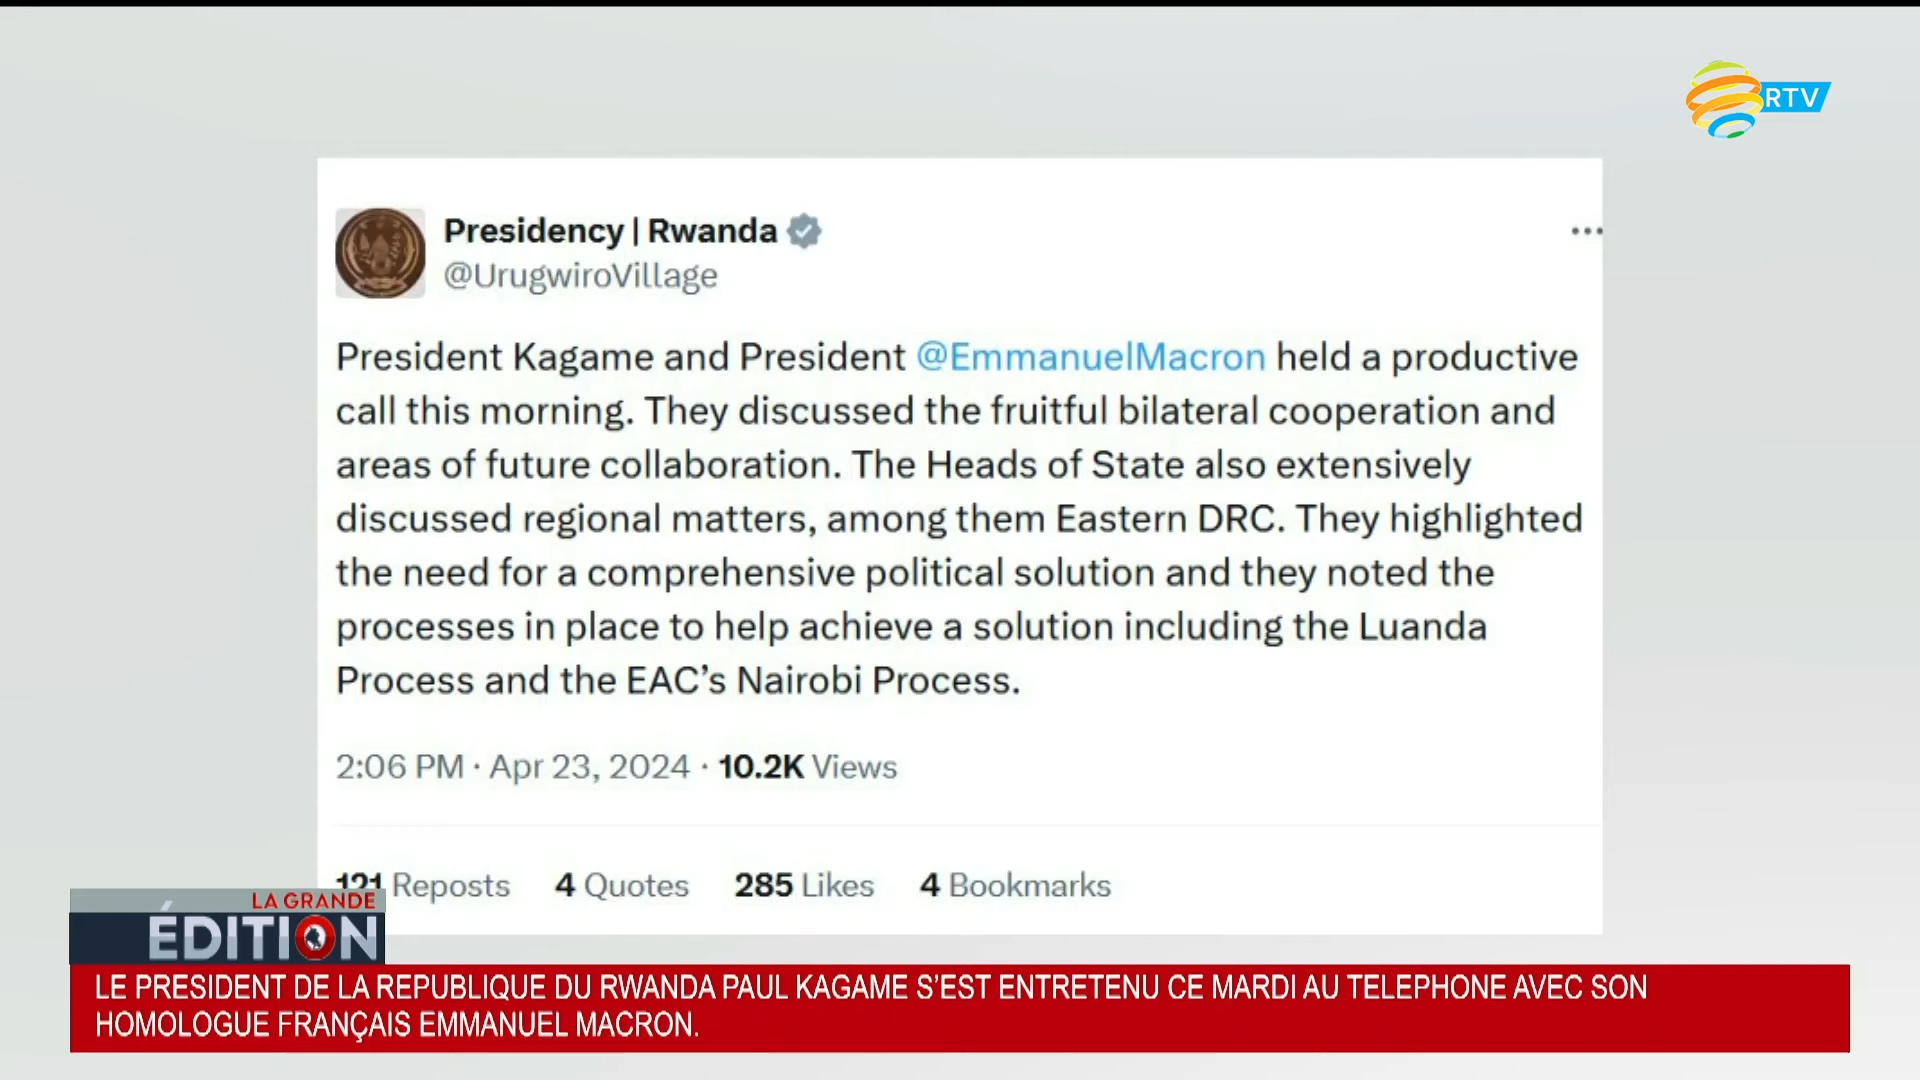 RTV
Presidency | Rwanda
@UrugwiroVillage
President Kagame and President @EmmanuelMacron held a productive
call this morning. They discussed the fruitful bilateral cooperation and
areas of future collaboration. The Heads of State also extensively
discussed regional matters, among them Eastern DRC. They highlighted
the need for a comprehensive political solution and they noted the
processes in place to help achieve a solution including the Luanda
Process and the EAC’s Nairobi Process.
2:06 PM · Apr 23, 2024 · 10.2K Views
121 Reposts 4 Quotes 285 Likes 4 Bookmarks
LA GRANDE
ÉDITION
LE PRESIDENT DE LA REPUBLIQUE DU RWANDA PAUL KAGAME S’EST ENTRETENU CE MARDI AU TELEPHONE AVEC SON
HOMOLOGUE FRANÇAIS EMMANUEL MACRON.